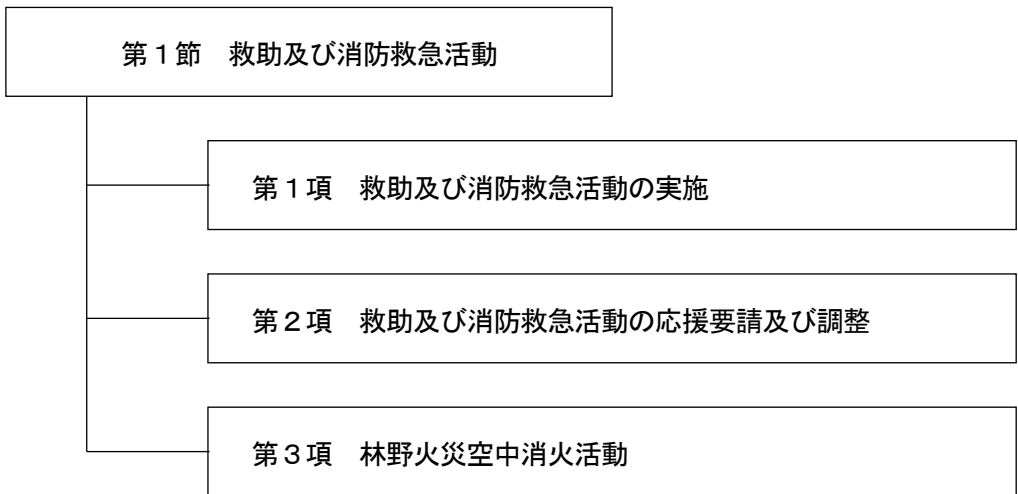 第１節　救助及び消防救急活動
第１項　救助及び消防救急活動の実施
第２項　救助及び消防救急活動の応援要請及び調整
第３項　林野火災空中消火活動